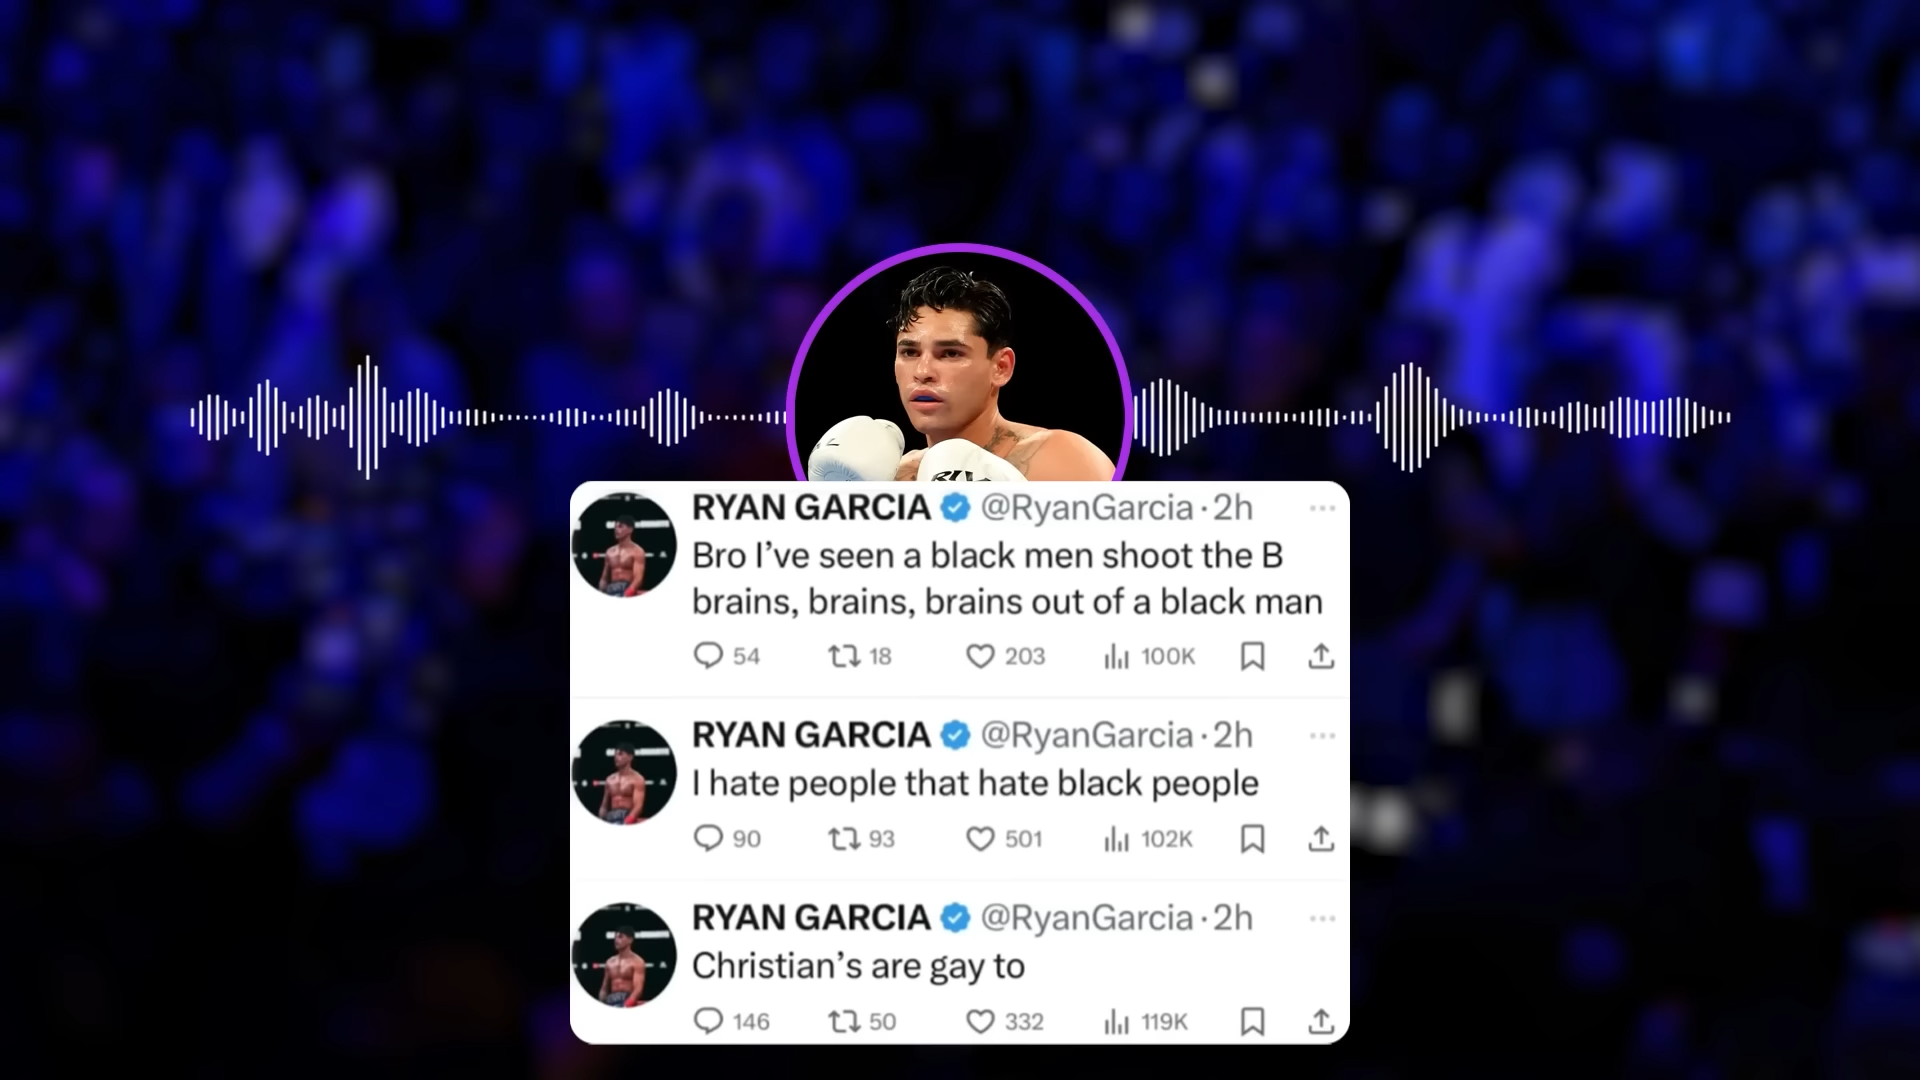 RYAN GARCIA @RyanGarcia · 2h
Bro I’ve seen a black men shoot the B
brains, brains, brains out of a black man
54 18 203 100K
RYAN GARCIA @RyanGarcia · 2h
I hate people that hate black people
90 93 501 102K
RYAN GARCIA @RyanGarcia · 2h
Christian’s are gay to
146 50 332 119K